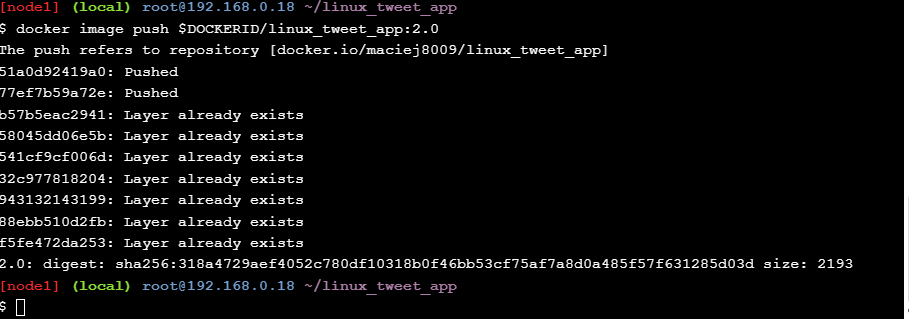 [node1] (local) root@192.168.0.18 ~/linux_tweet_app
$ docker image push $DOCKERID/linux_tweet_app:2.0
The push refers to repository [docker.io/maciej8009/linux_tweet_app]
51a0d92419a0: Pushed
77ef7b59a72e: Pushed
b57b5eac2941: Layer already exists
58045dd06e5b: Layer already exists
541cf9cf006d: Layer already exists
32c977818204: Layer already exists
943132143199: Layer already exists
88ebb510d2fb: Layer already exists
f5fe472da253: Layer already exists
2.0: digest: sha256:318a4729aef4052c780df10318b0f46bb53cf75af7a8d0a485f57f631285d03d size: 2193
[node1] (local) root@192.168.0.18 ~/linux_tweet_app
$